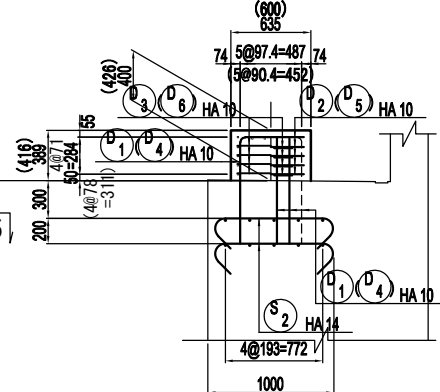 (600)
635
74 5@97.4=487 74
(5@90.4=452)
(426)
400
D3 (D6) HA 10
D2 (D5) HA 10
55
D1 (D4) HA 10
(416)
389
4@71
50=284
(4@78
=311)
300
200
D1 (D4) HA 10
S2 HA 14
4@193=772
1000